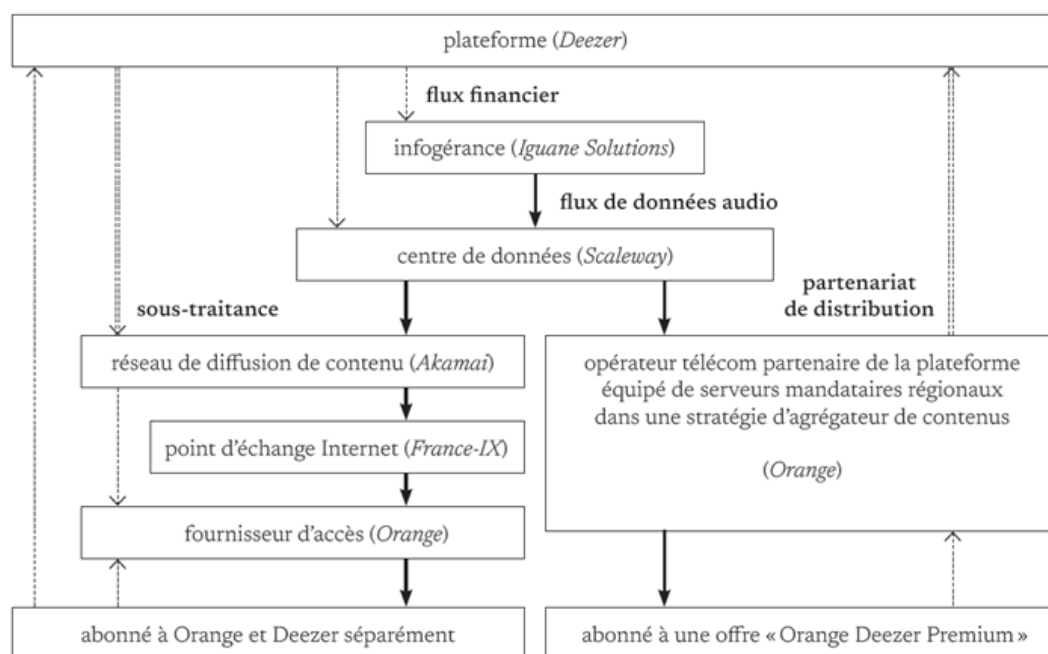 plateforme (Deezer)
flux financier
infogérance (Iguane Solutions)
flux de données audio
centre de données (Scaleway)
sous-traitance
partenariat
de distribution
réseau de diffusion de contenu (Akamai)
point d’échange Internet (France-IX)
fournisseur d’accès (Orange)
opérateur télécom partenaire de la plateforme
équipé de serveurs mandataires régionaux
dans une stratégie d’agrégateur de contenus
(Orange)
abonné à Orange et Deezer séparément
abonné à une offre « Orange Deezer Premium »